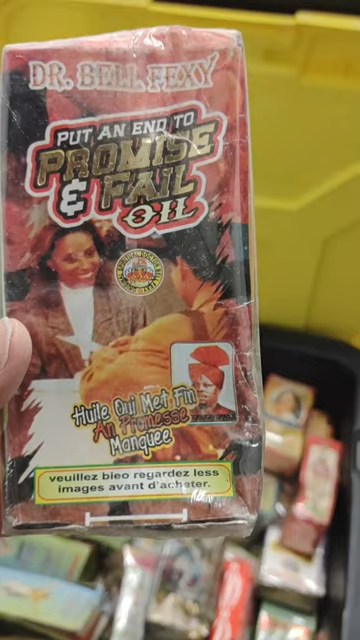 DR. BELL FEXY
PUT AN END TO
PROMISE
& FAIL
OIL
Huile Qui Met Fin
An Promesse
Manquee
veuillez bieo regardez less
images avant d'acheter.